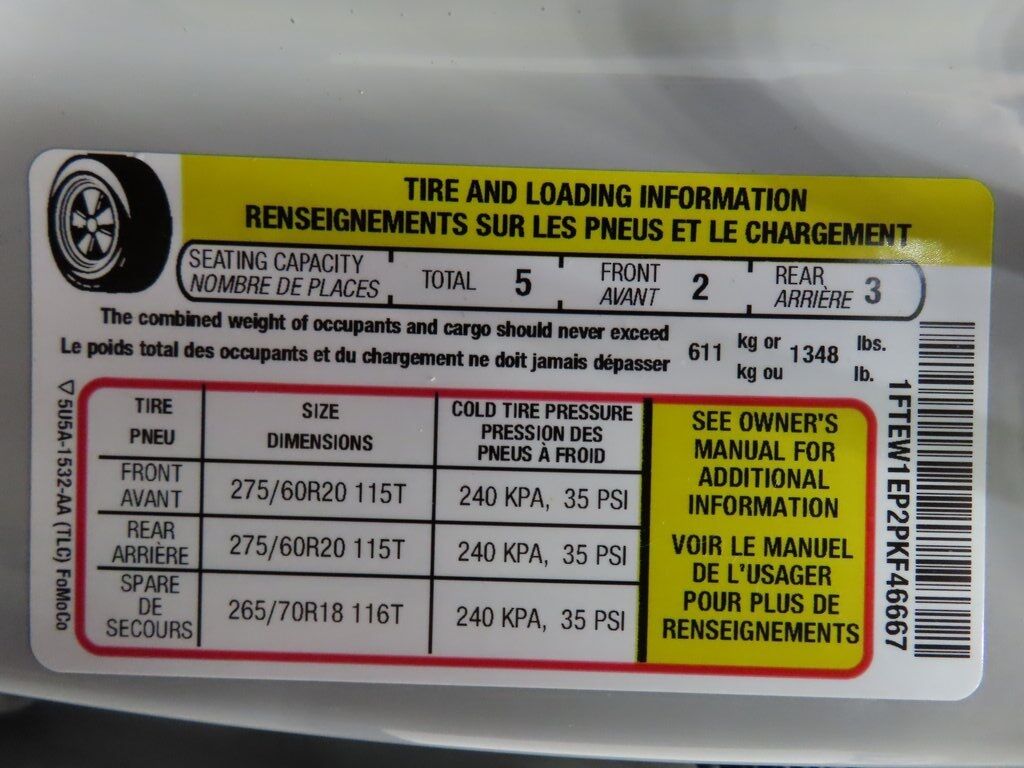 TIRE AND LOADING INFORMATION
RENSEIGNEMENTS SUR LES PNEUS ET LE CHARGEMENT
SEATING CAPACITY TOTAL 5 FRONT 2 REAR 3
NOMBRE DE PLACES AVANT ARRIÈRE
The combined weight of occupants and cargo should never exceed 611 kg or 1348 lbs.
Le poids total des occupants et du chargement ne doit jamais dépasser kg ou lb.
TIRE SIZE COLD TIRE PRESSURE
PNEU DIMENSIONS PRESSION DES
PNEUS À FROID
FRONT
AVANT 275/60R20 115T 240 KPA, 35 PSI
REAR
ARRIÈRE 275/60R20 115T 240 KPA, 35 PSI
SPARE
DE
SECOURS 265/70R18 116T 240 KPA, 35 PSI
SEE OWNER'S
MANUAL FOR
ADDITIONAL
INFORMATION
VOIR LE MANUEL
DE L'USAGER
POUR PLUS DE
RENSEIGNEMENTS
1FTEW1EP2PKF46667
▽5U5A-1532-AA (TLC) FoMoCo